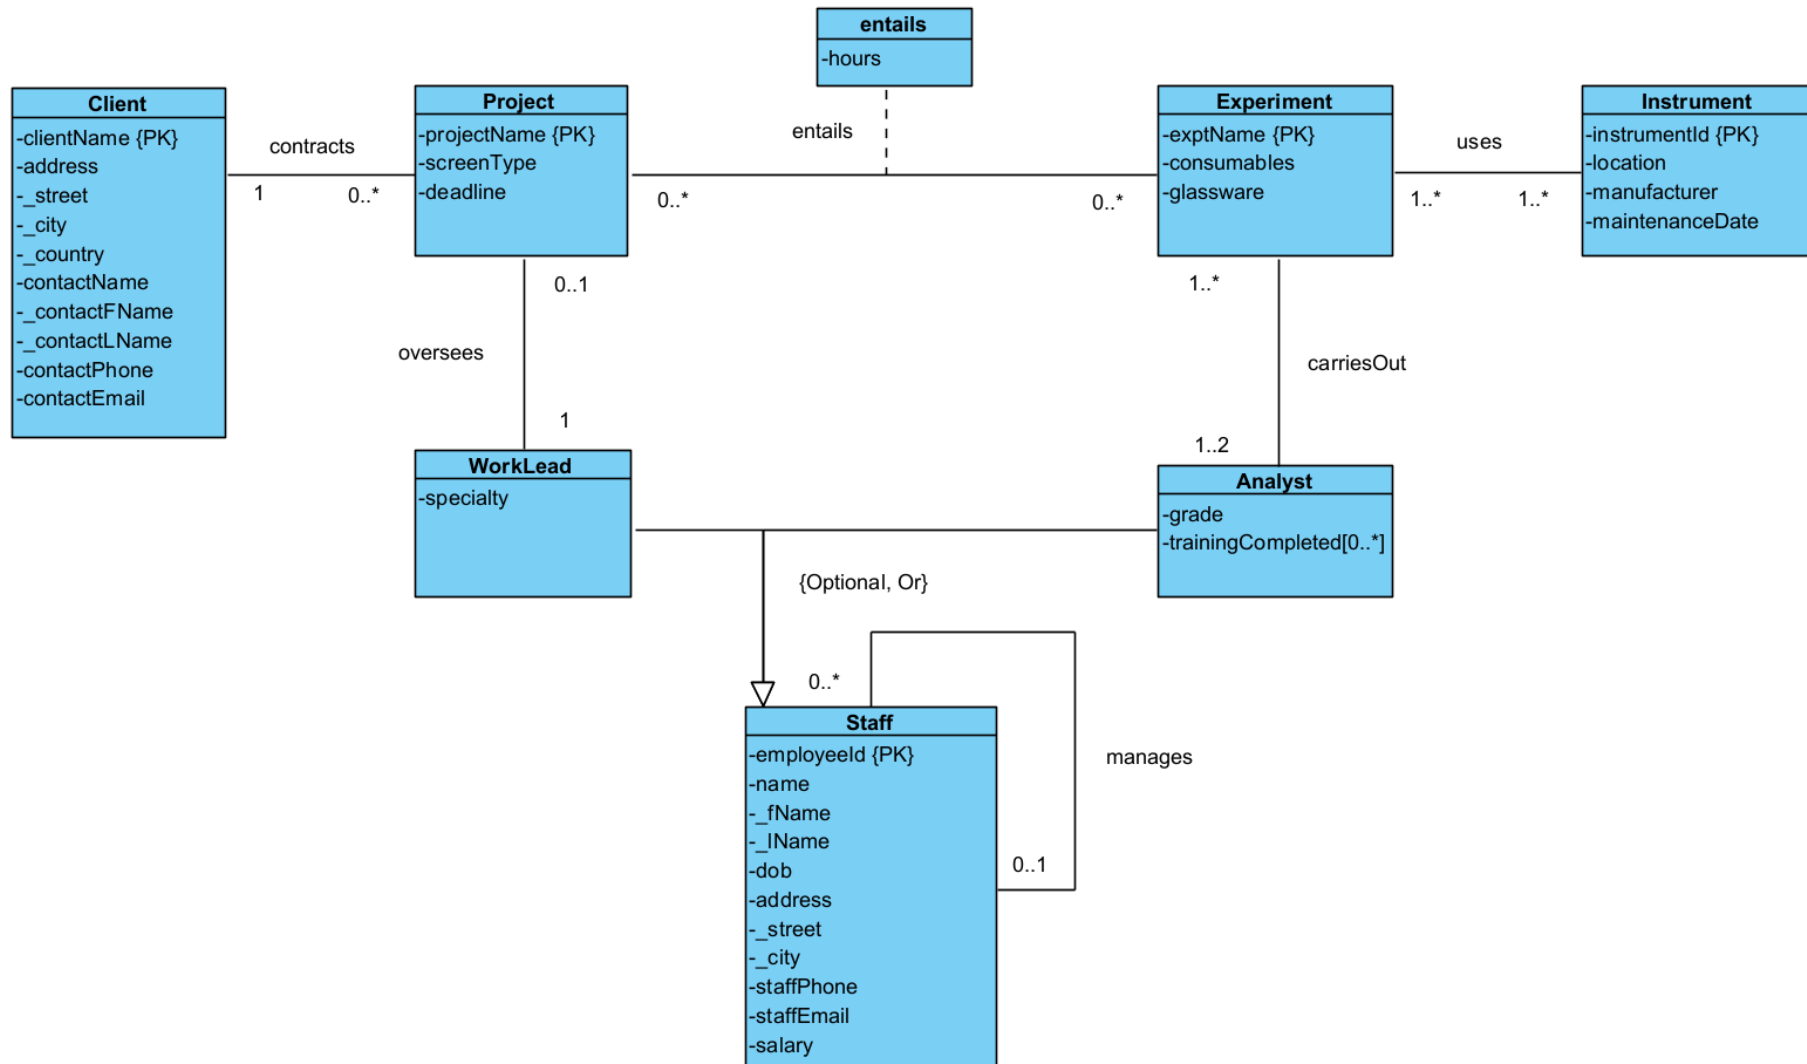 entails
-hours
Client
-clientName {PK}
-address
-_street
-_city
-_country
-contactName
-_contactFName
-_contactLName
-contactPhone
-contactEmail
contracts
1
0..*
Project
-projectName {PK}
-screenType
-deadline
entails
0..*
0..*
Experiment
-exptName {PK}
-consumables
-glassware
uses
1..*
1..*
Instrument
-instrumentId {PK}
-location
-manufacturer
-maintenanceDate
0..1
oversees
1
1..*
carriesOut
1..2
WorkLead
-specialty
Analyst
-grade
-trainingCompleted[0..*]
{Optional, Or}
0..*
manages
0..1
Staff
-employeeId {PK}
-name
-_fName
-_lName
-dob
-address
-_street
-_city
-staffPhone
-staffEmail
-salary